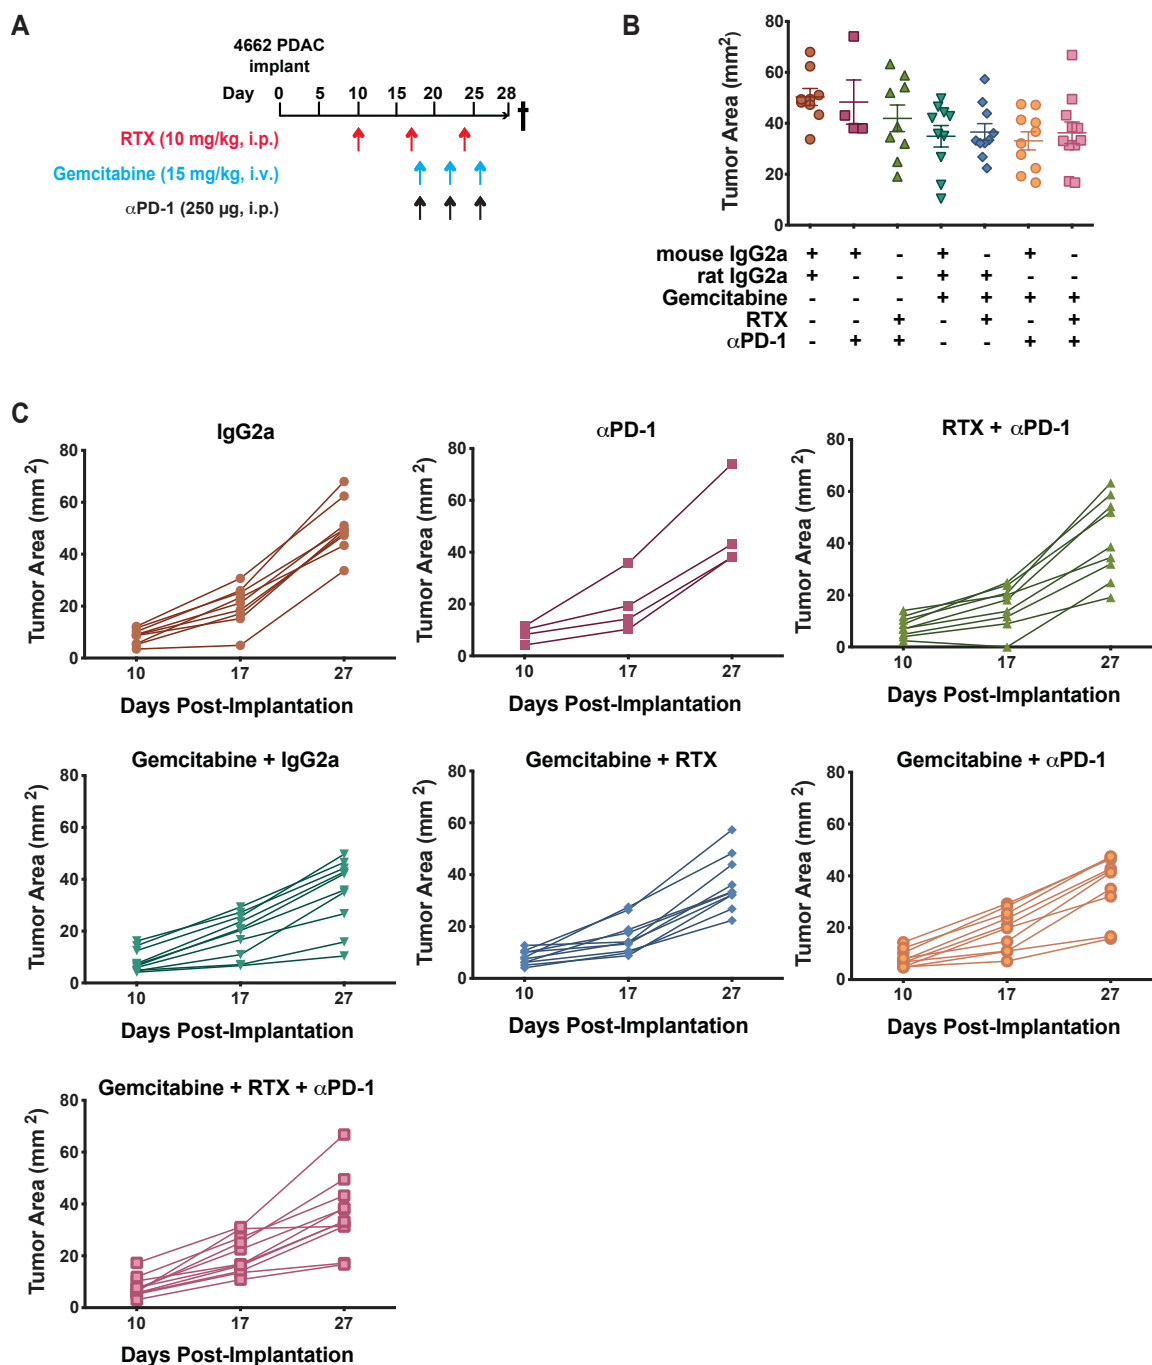 A
4662 PDAC
implant
Day 0 5 10 15 20 25 28
RTX (10 mg/kg, i.p.)
Gemcitabine (15 mg/kg, i.v.)
αPD-1 (250 µg, i.p.)
B
Tumor Area (mm²)
80
60
40
20
0
mouse IgG2a + + - + - + -
rat IgG2a + - - + + - -
Gemcitabine - - - + + + +
RTX - - + - + - +
αPD-1 - + + - - + +
C
IgG2a
Tumor Area (mm ²)
80
60
40
20
0
10 17 27
Days Post-Implantation
αPD-1
Tumor Area (mm ²)
80
60
40
20
0
10 17 27
Days Post-Implantation
RTX + αPD-1
Tumor Area (mm ²)
80
60
40
20
0
10 17 27
Days Post-Implantation
Gemcitabine + IgG2a
Tumor Area (mm ²)
80
60
40
20
0
10 17 27
Days Post-Implantation
Gemcitabine + RTX
Tumor Area (mm ²)
80
60
40
20
0
10 17 27
Days Post-Implantation
Gemcitabine + αPD-1
Tumor Area (mm ²)
80
60
40
20
0
10 17 27
Days Post-Implantation
Gemcitabine + RTX + αPD-1
Tumor Area (mm ²)
80
60
40
20
0
10 17 27
Days Post-Implantation